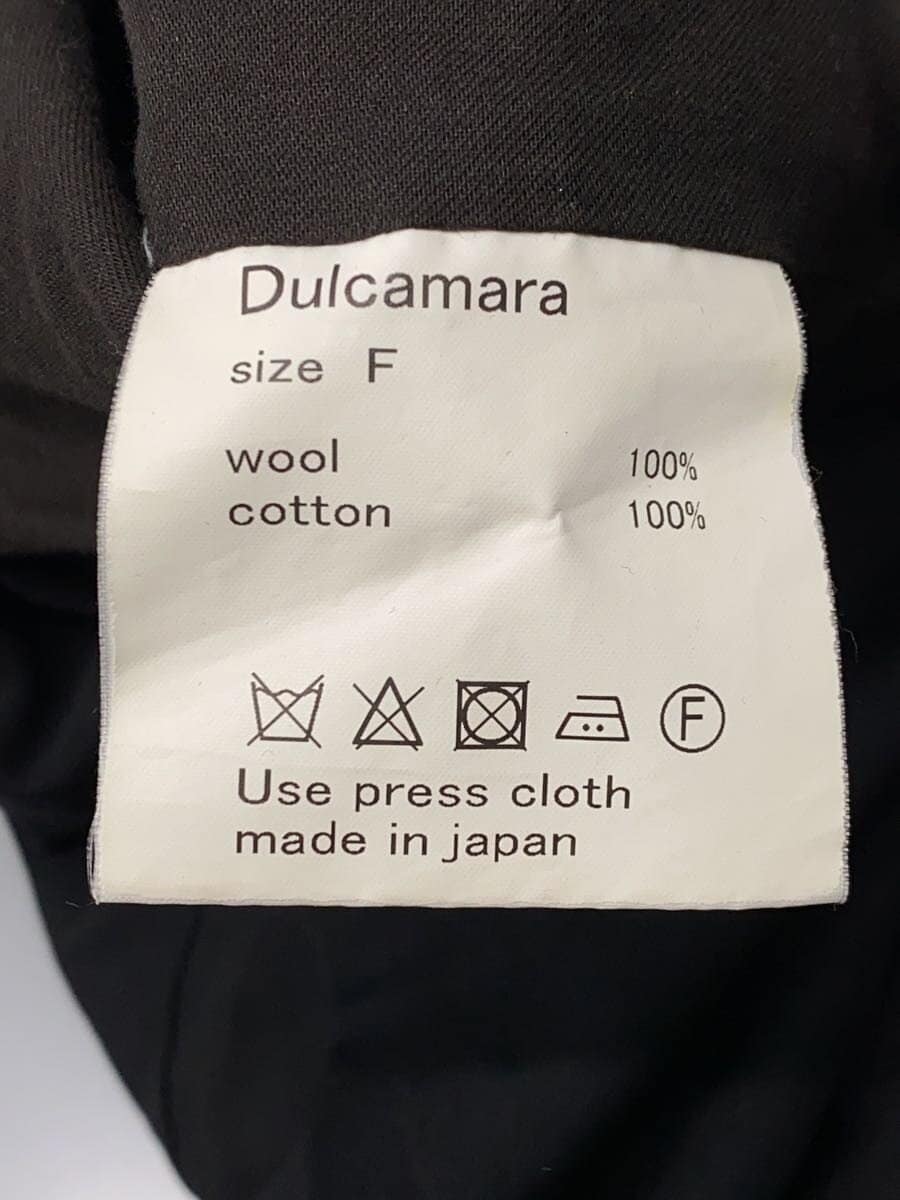 Dulcamara
size F
wool 100%
cotton 100%
F
Use press cloth
made in japan